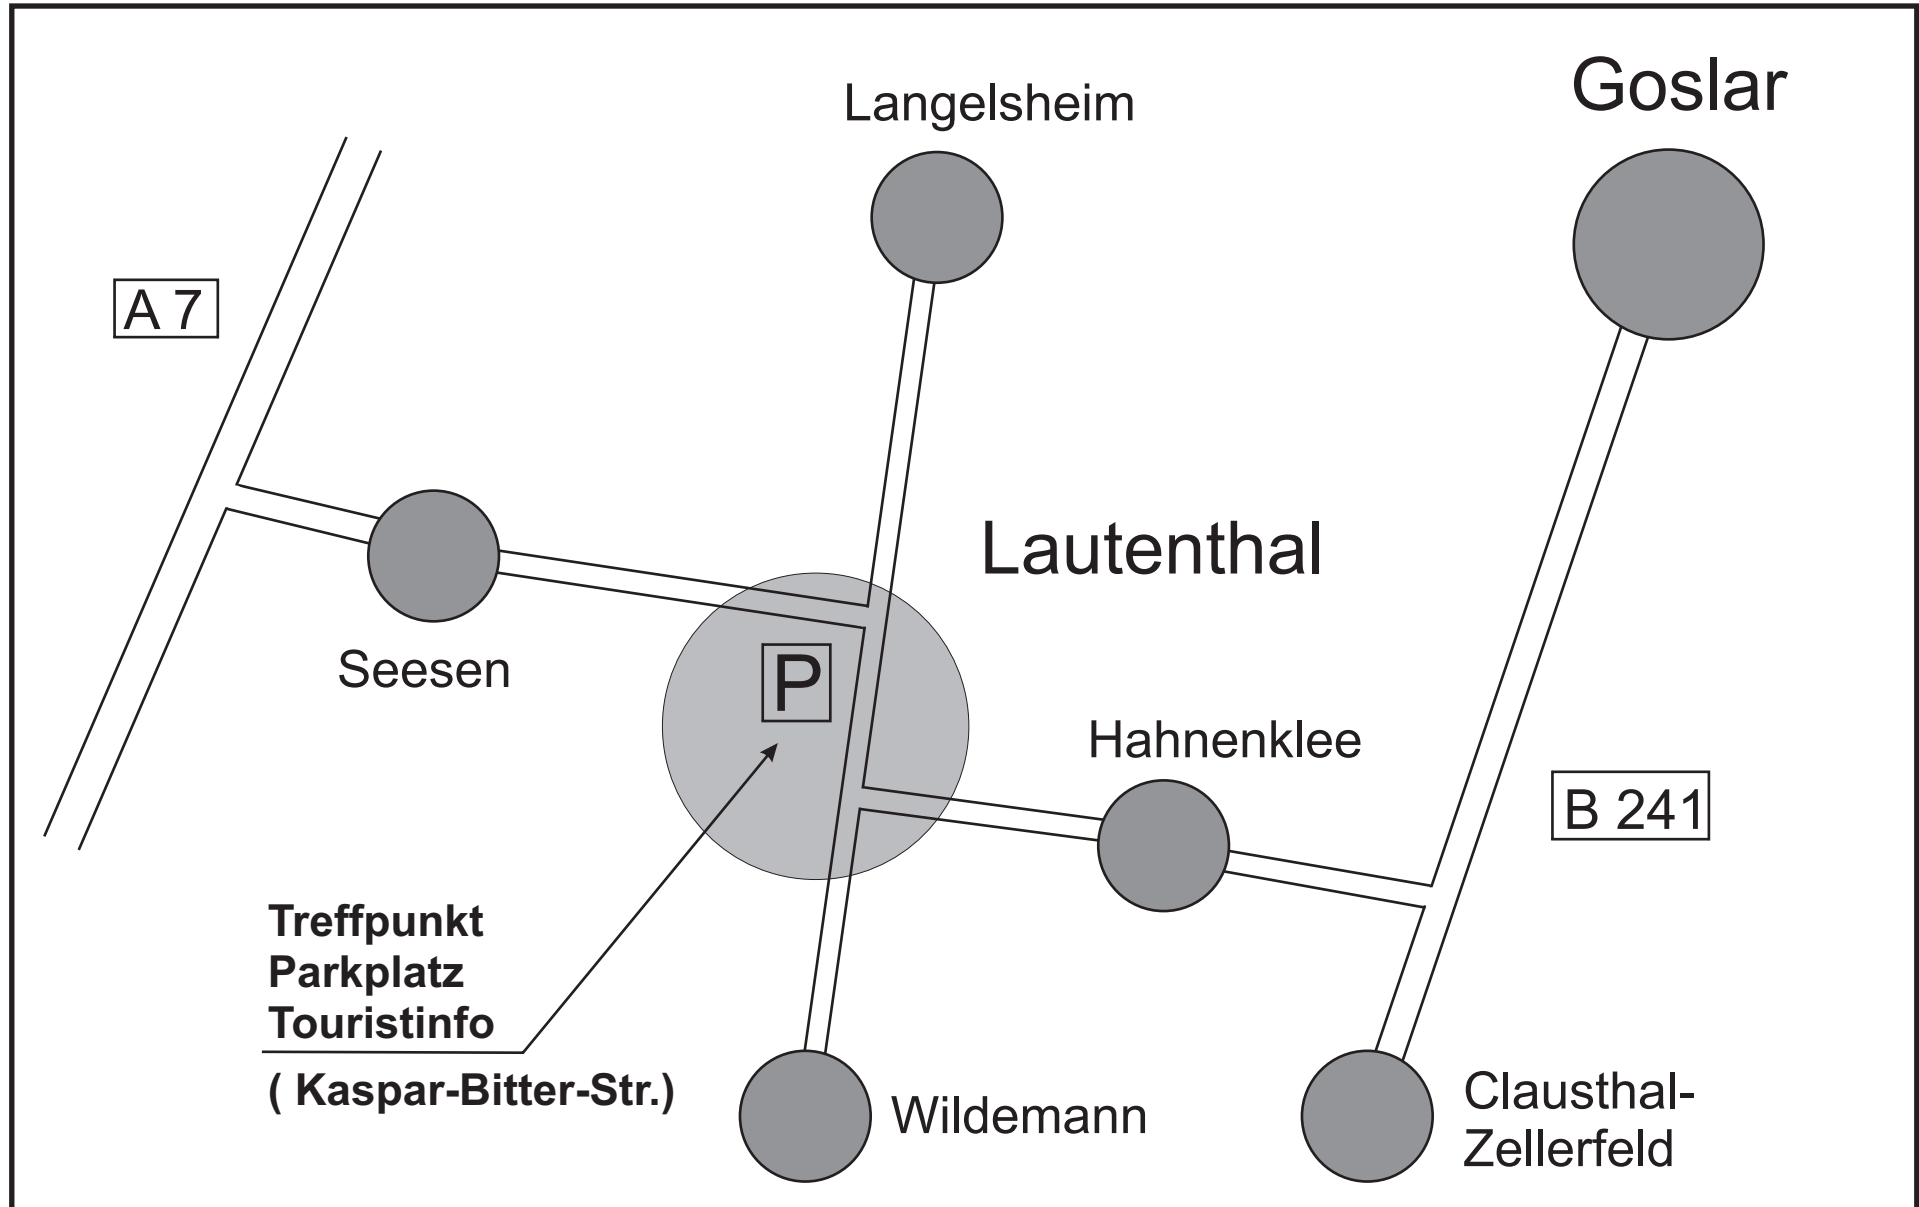 Goslar
Langelsheim
A 7
Lautenthal
Seesen
P
Hahnenklee
B 241
Treffpunkt
Parkplatz
Touristinfo
( Kaspar-Bitter-Str.)
Wildemann
Clausthal-
Zellerfeld